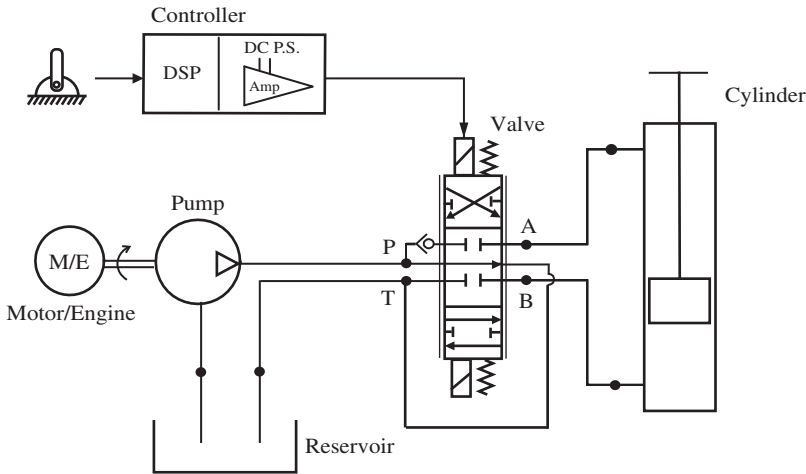 Controller
DSP
DC P.S.
Amp
Valve
Cylinder
Pump
P
A
M/E
T
B
Motor/Engine
Reservoir